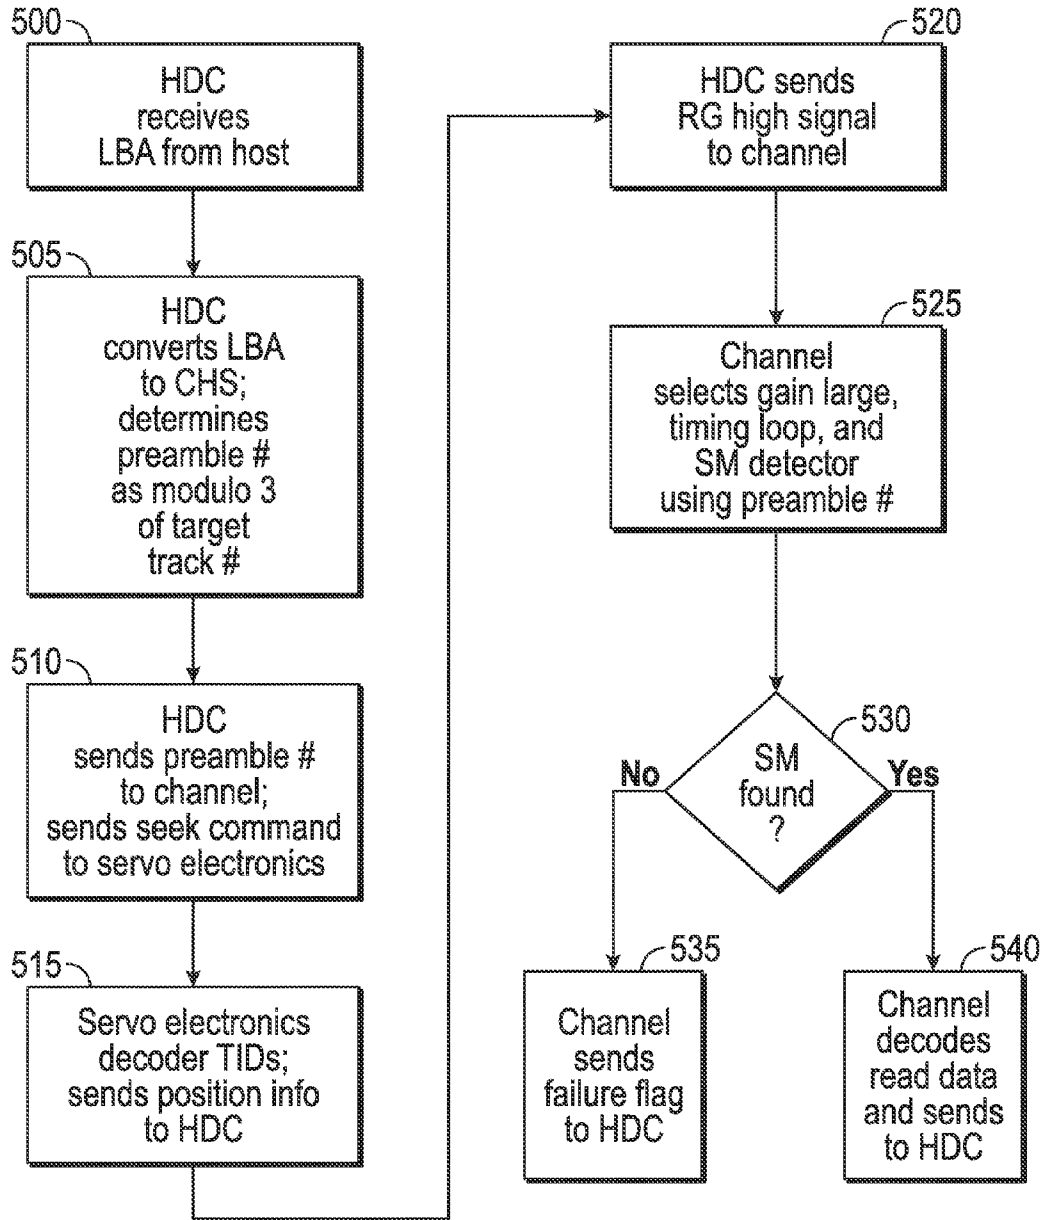 500
HDC
receives
LBA from host
505
HDC
converts LBA
to CHS;
determines
preamble #
as modulo 3
of target
track #
510
HDC
sends preamble #
to channel;
sends seek command
to servo electronics
515
Servo electronics
decoder TIDs;
sends position info
to HDC
520
HDC sends
RG high signal
to channel
525
Channel
selects gain large,
timing loop, and
SM detector
using preamble #
530
SM
found
?
No
Yes
535
Channel
sends
failure flag
to HDC
540
Channel
decodes
read data
and sends
to HDC